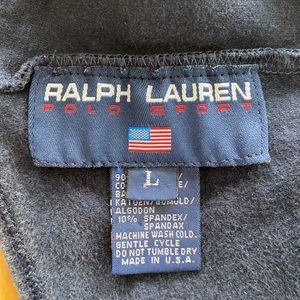 RALPH LAUREN
POLO SPORT
L
90
KATOEN/BOMULD/
ALGODON
10% SPANDEX/
SPANDAX
MACHINE WASH COLD.
GENTLE CYCLE
DO NOT TUMBLE DRY
MADE IN U.S.A.